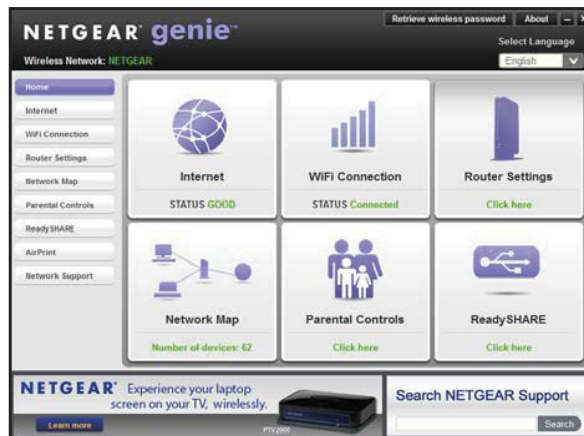 Retrieve wireless password
About
NETGEAR® genie™
Select Language
Wireless Network: NETGEAR
English
Home
Internet
WiFi Connection
Router Settings
Network Map
Parental Controls
ReadySHARE
AirPrint
Network Support
Internet
STATUS GOOD
WiFi Connection
STATUS Connected
Router Settings
Click here
Network Map
Number of devices: 62
Parental Controls
Click here
ReadySHARE
Click here
NETGEAR® Experience your laptop
screen on your TV, wirelessly.
Learn more
PTV2000
Search NETGEAR Support
Search